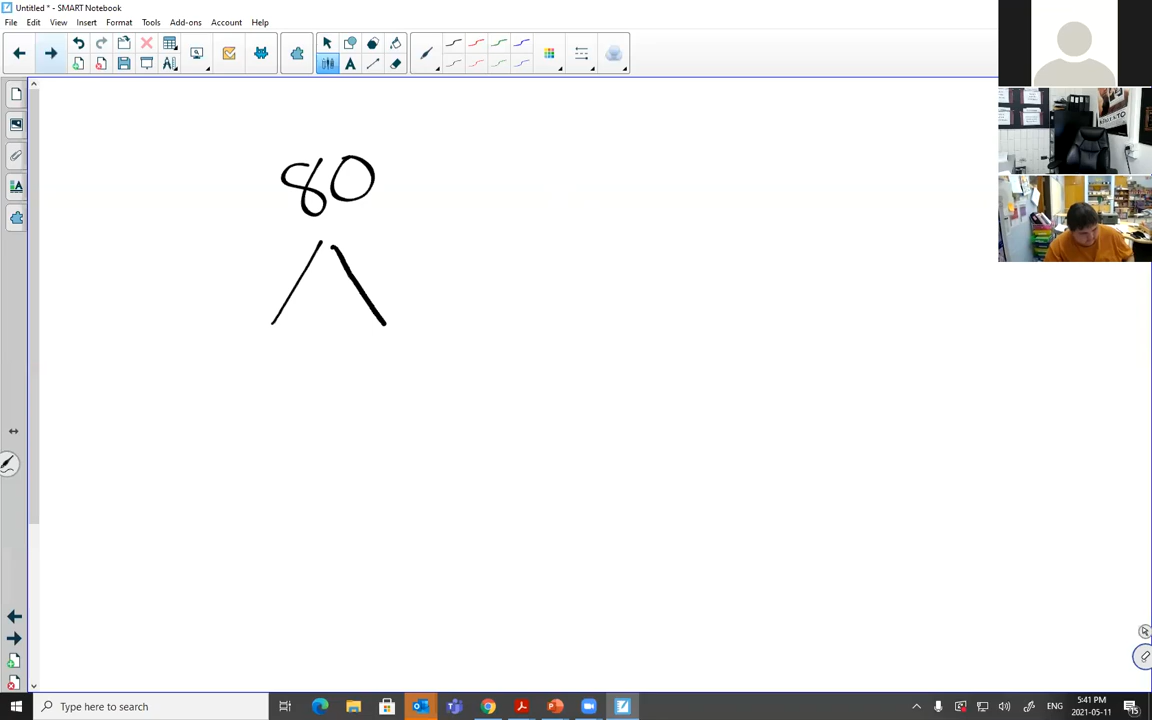 Untitled * - SMART Notebook
File Edit View Insert Format Tools Add-ons Account Help
80
Type here to search
ENG
5:41 PM
2021-05-11
15